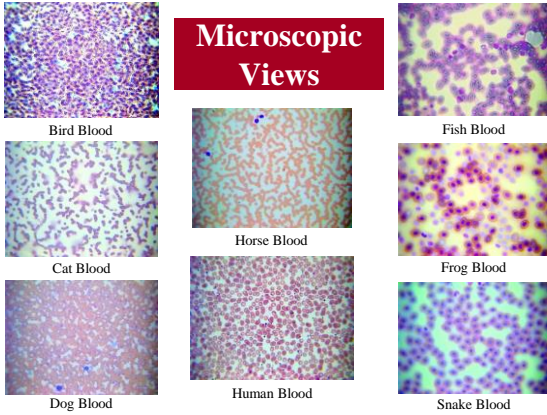 Microscopic
Views
Bird Blood
Fish Blood
Cat Blood
Horse Blood
Frog Blood
Dog Blood
Human Blood
Snake Blood